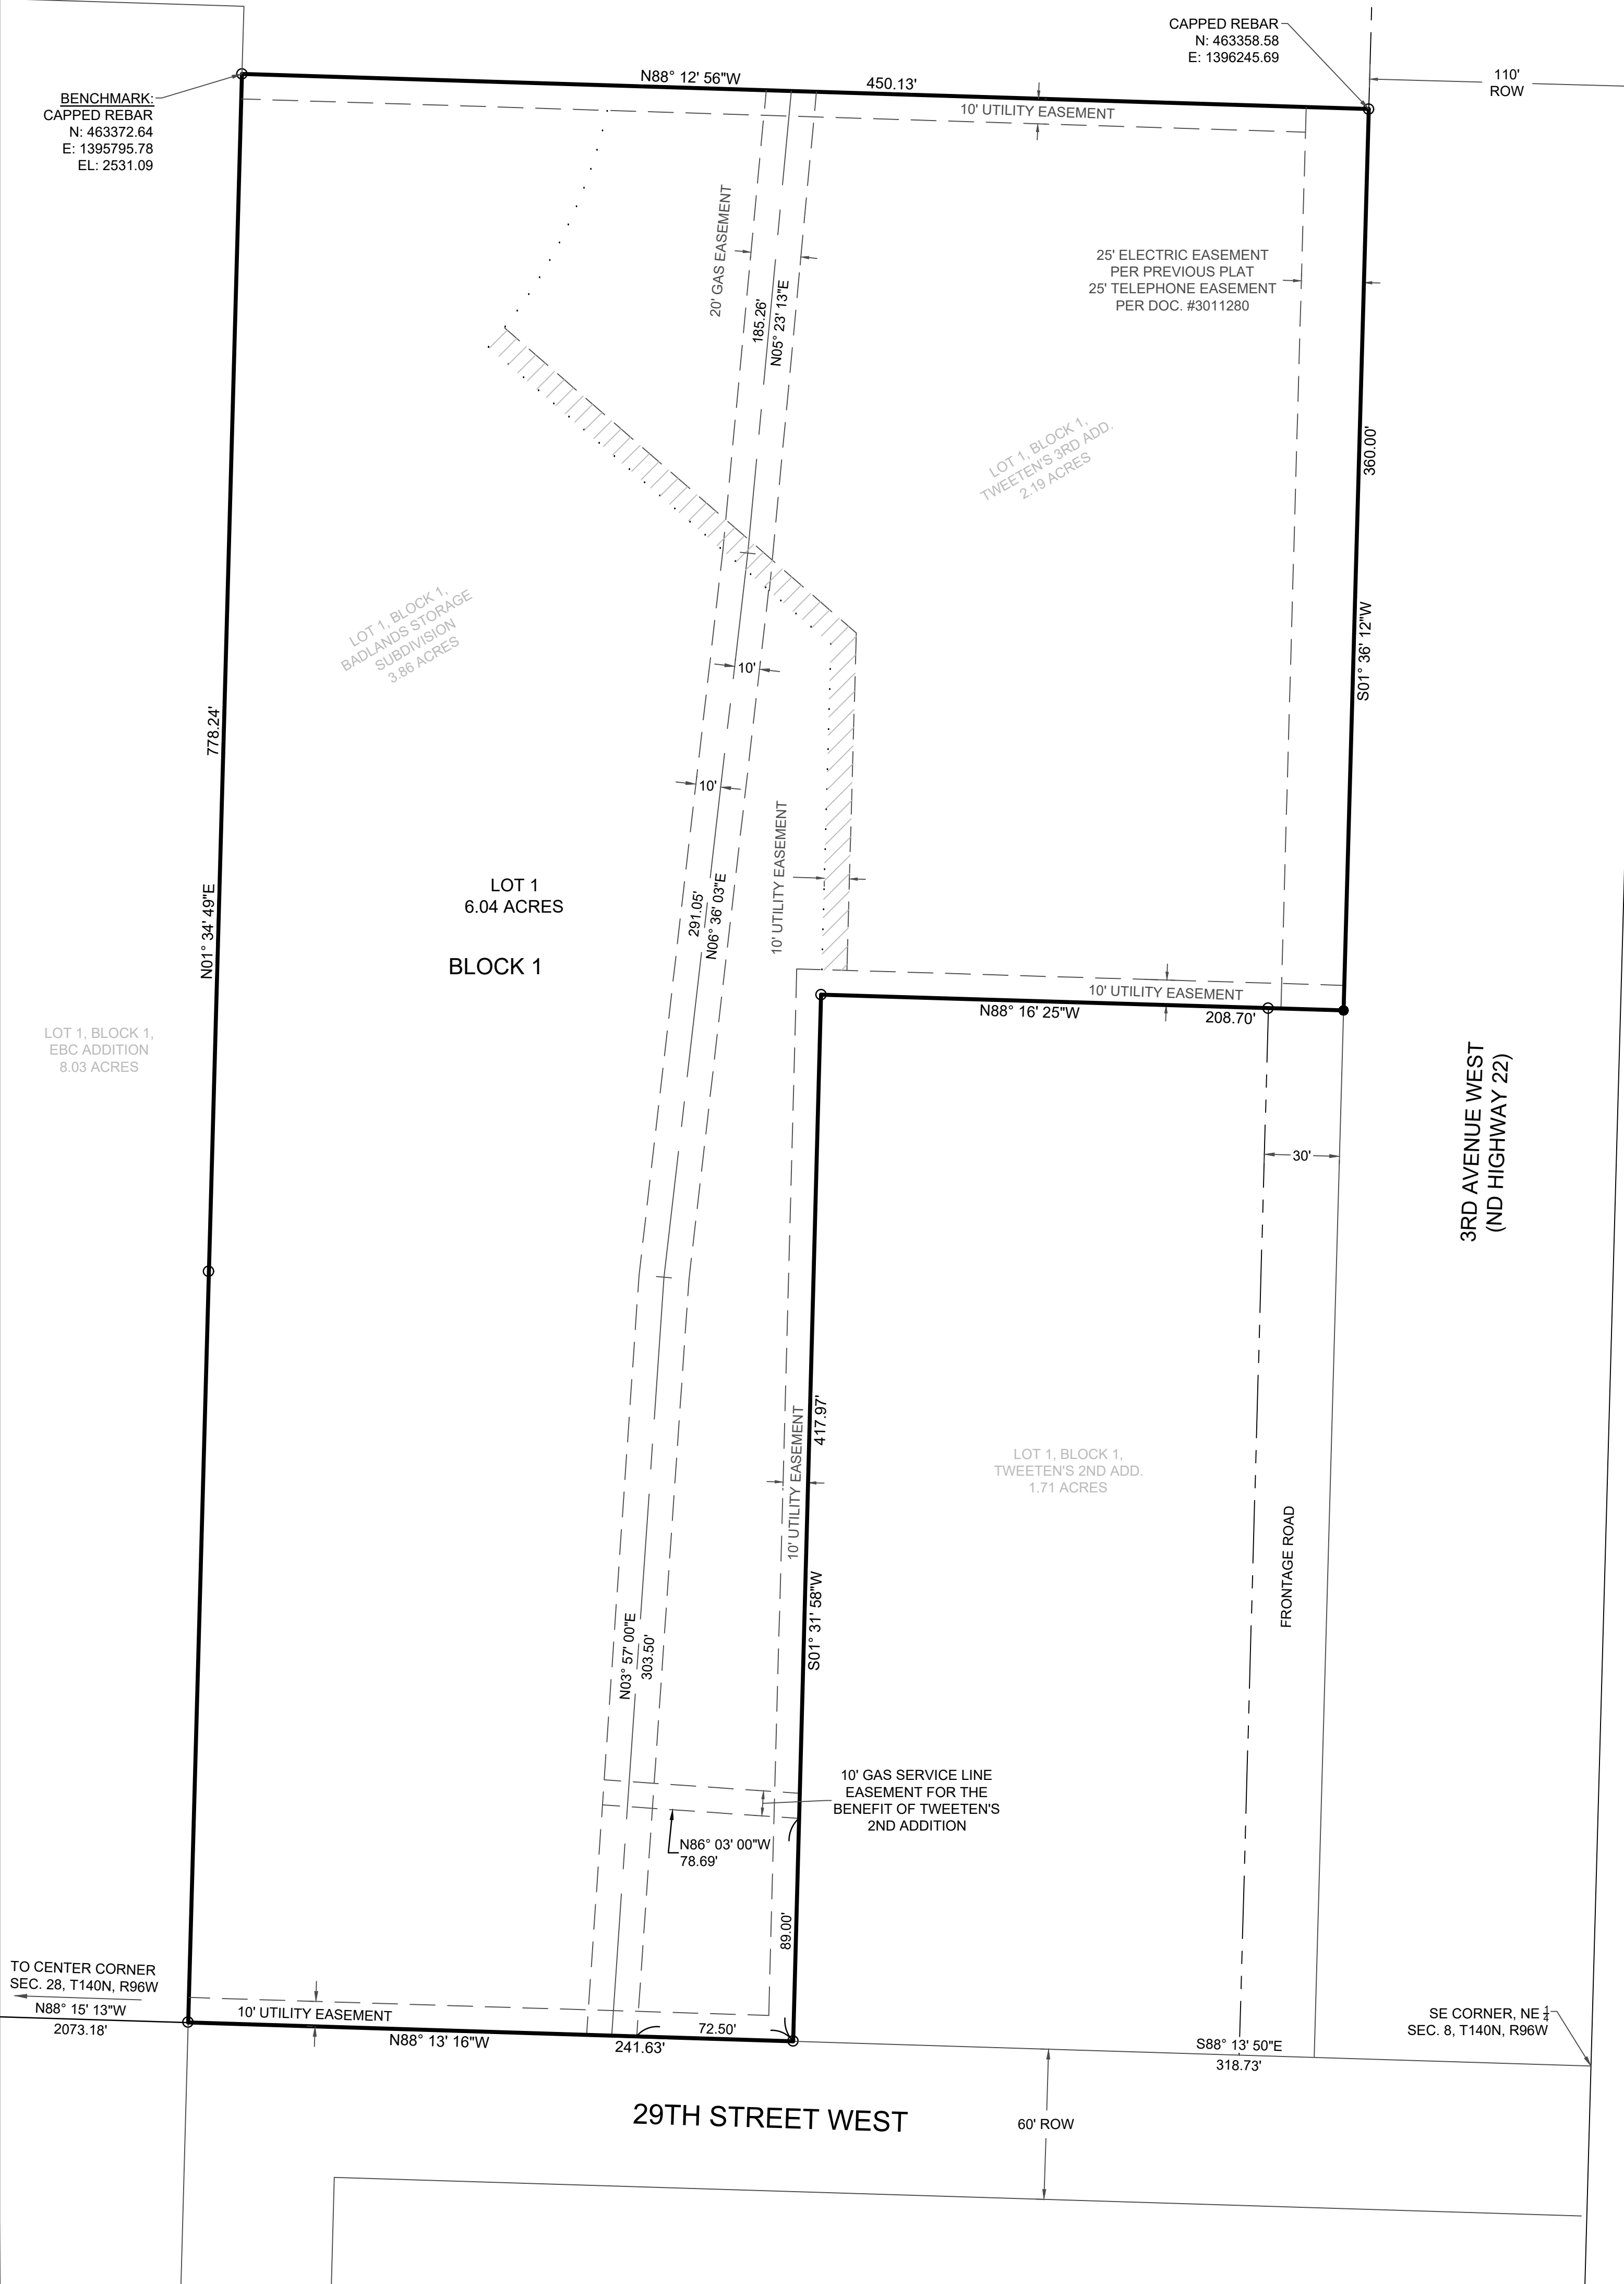 CAPPED REBAR
N: 463358.58
E: 1396245.69
110'
ROW
N88° 12' 56"W
450.13'
BENCHMARK:
CAPPED REBAR
N: 463372.64
E: 1395795.78
EL: 2531.09
10' UTILITY EASEMENT
20' GAS EASEMENT
185.26'
N05° 23' 13"E
25' ELECTRIC EASEMENT
PER PREVIOUS PLAT
25' TELEPHONE EASEMENT
PER DOC. #3011280
360.00'
S01° 36' 12"W
LOT 1, BLOCK 1,
TWEETEN'S 3RD ADD.
2.19 ACRES
LOT 1, BLOCK 1,
BADLANDS STORAGE
SUBDIVISION
3.86 ACRES
10'
778.24'
N01° 34' 49"E
10'
10' UTILITY EASEMENT
LOT 1
6.04 ACRES
BLOCK 1
291.05'
N06° 36' 03"E
10' UTILITY EASEMENT
N88° 16' 25"W
208.70'
LOT 1, BLOCK 1,
EBC ADDITION
8.03 ACRES
3RD AVENUE WEST
(ND HIGHWAY 22)
30'
10' UTILITY EASEMENT
417.97'
S01° 31' 58"W
LOT 1, BLOCK 1,
TWEETEN'S 2ND ADD.
1.71 ACRES
FRONTAGE ROAD
N03° 57' 00"E
303.50'
10' GAS SERVICE LINE
EASEMENT FOR THE
BENEFIT OF TWEETEN'S
2ND ADDITION
N86° 03' 00"W
78.69'
89.00'
TO CENTER CORNER
SEC. 28, T140N, R96W
N88° 15' 13"W
2073.18'
10' UTILITY EASEMENT
N88° 13' 16"W
72.50'
241.63'
S88° 13' 50"E
318.73'
SE CORNER, NE 1/4
SEC. 8, T140N, R96W
29TH STREET WEST
60' ROW